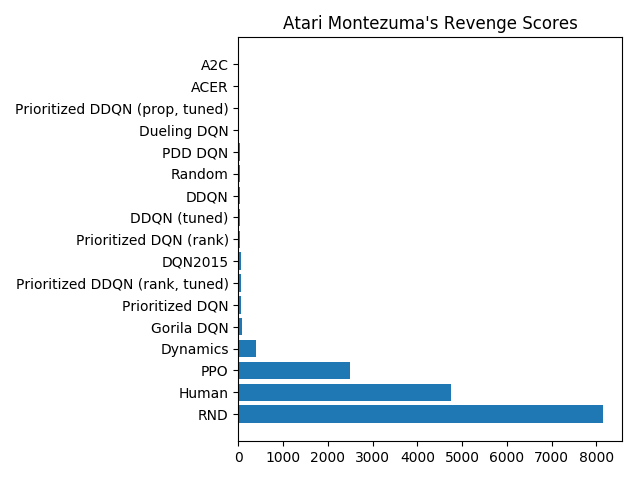 Atari Montezuma's Revenge Scores
A2C
ACER
Prioritized DDQN (prop, tuned)
Dueling DQN
PDD DQN
Random
DDQN
DDQN (tuned)
Prioritized DQN (rank)
DQN2015
Prioritized DDQN (rank, tuned)
Prioritized DQN
Gorila DQN
Dynamics
PPO
Human
RND
0 1000 2000 3000 4000 5000 6000 7000 8000